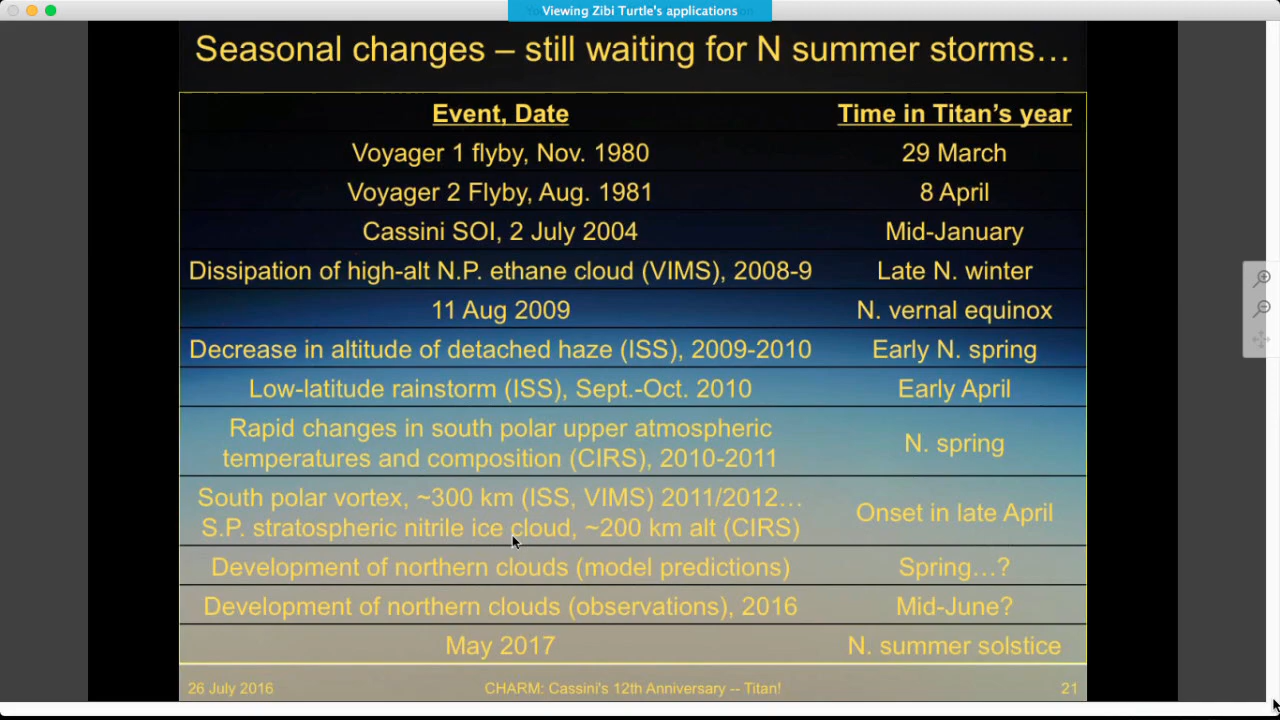 Viewing Zibi Turtle's applications
Seasonal changes – still waiting for N summer storms…
Event, Date Time in Titan's year
Voyager 1 flyby, Nov. 1980 29 March
Voyager 2 Flyby, Aug. 1981 8 April
Cassini SOI, 2 July 2004 Mid-January
Dissipation of high-alt N.P. ethane cloud (VIMS), 2008-9 Late N. winter
11 Aug 2009 N. vernal equinox
Decrease in altitude of detached haze (ISS), 2009-2010 Early N. spring
Low-latitude rainstorm (ISS), Sept.-Oct. 2010 Early April
Rapid changes in south polar upper atmospheric
temperatures and composition (CIRS), 2010-2011
N. spring
South polar vortex, ~300 km (ISS, VIMS) 2011/2012…
S.P. stratospheric nitrile ice cloud, ~200 km alt (CIRS)
Onset in late April
Development of northern clouds (model predictions) Spring…?
Development of northern clouds (observations), 2016 Mid-June?
May 2017 N. summer solstice
26 July 2016 CHARM: Cassini's 12th Anniversary -- Titan! 21